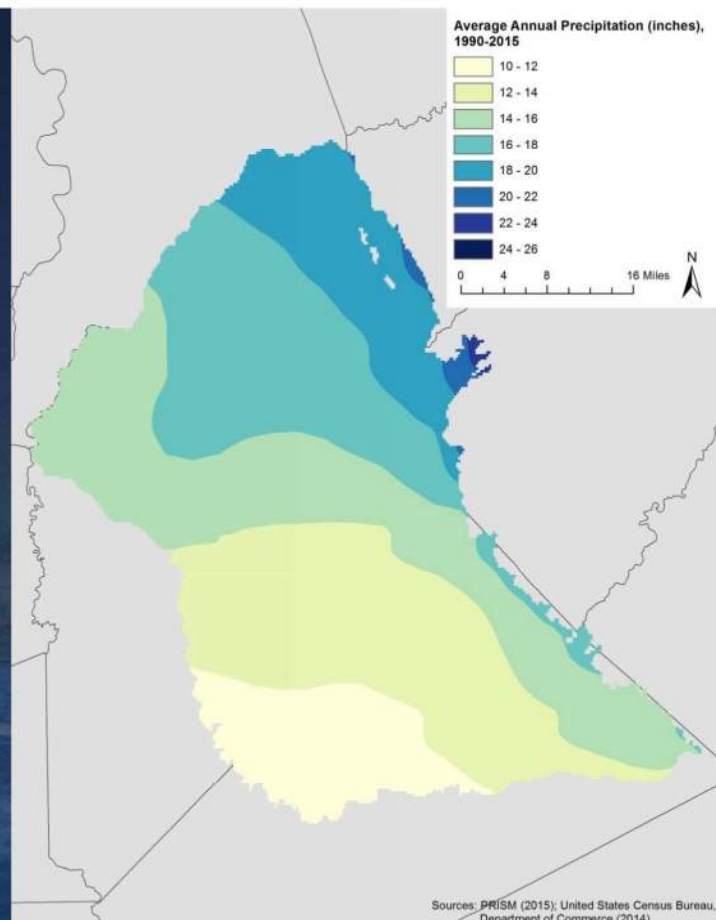 Average Annual Precipitation (inches),
1990-2015
10 - 12
12 - 14
14 - 16
16 - 18
18 - 20
20 - 22
22 - 24
24 - 26
N
0 4 8 16 Miles
Sources: PRISM (2015); United States Census Bureau,
Department of Commerce (2014)